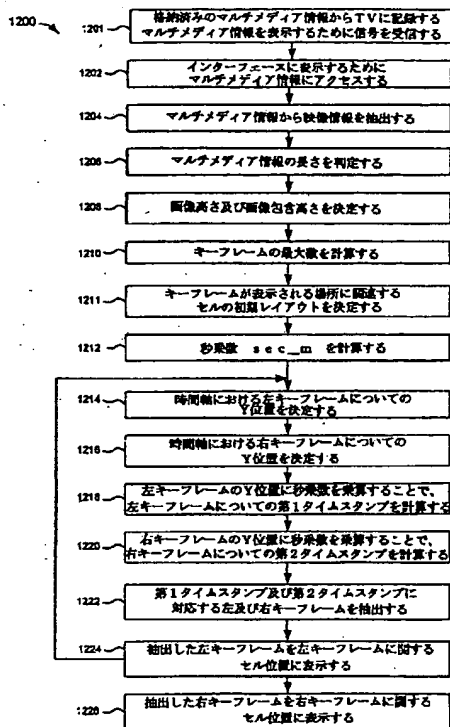 1200
1201
格納済みのマルチメディア情報からTVに記録する
マルチメディア情報を表示するために信号を受信する
1202
インターフェースに表示するために
マルチメディア情報にアクセスする
1204
マルチメディア情報から映像情報を抽出する
1206
マルチメディア情報の長さを判定する
1208
画像高さ及び画像包含高さを決定する
1210
キーフレームの最大数を計算する
1211
キーフレームが表示される場所に関連する
セルの初期レイアウトを決定する
1212
秒乗数 sec_m を計算する
1214
時間軸における左キーフレームについての
Y位置を決定する
1216
時間軸における右キーフレームについての
Y位置を決定する
1218
左キーフレームのY位置に秒乗数を乗算することで、
左キーフレームについての第1タイムスタンプを計算する
1220
右キーフレームのY位置に秒乗数を乗算することで、
右キーフレームについての第2タイムスタンプを計算する
1222
第1タイムスタンプ及び第2タイムスタンプに
対応する左及び右キーフレームを抽出する
1224
抽出した左キーフレームを左キーフレームに関する
セル位置に表示する
1226
抽出した右キーフレームを右キーフレームに関する
セル位置に表示する